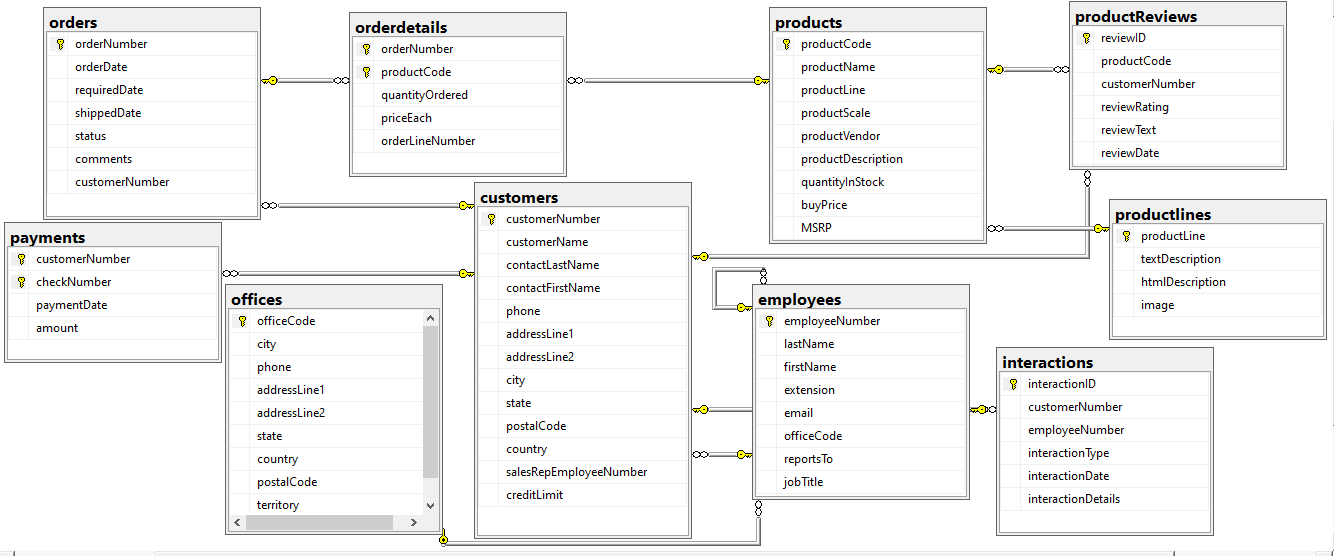 orders
orderNumber
orderDate
requiredDate
shippedDate
status
comments
customerNumber
orderdetails
orderNumber
productCode
quantityOrdered
priceEach
orderLineNumber
products
productCode
productName
productLine
productScale
productVendor
productDescription
quantityInStock
buyPrice
MSRP
productReviews
reviewID
productCode
customerNumber
reviewRating
reviewText
reviewDate
payments
customerNumber
checkNumber
paymentDate
amount
customers
customerNumber
customerName
contactLastName
contactFirstName
phone
addressLine1
addressLine2
city
state
postalCode
country
salesRepEmployeeNumber
creditLimit
productlines
productLine
textDescription
htmlDescription
image
offices
officeCode
city
phone
addressLine1
addressLine2
state
country
postalCode
territory
employees
employeeNumber
lastName
firstName
extension
email
officeCode
reportsTo
jobTitle
interactions
interactionID
customerNumber
employeeNumber
interactionType
interactionDate
interactionDetails